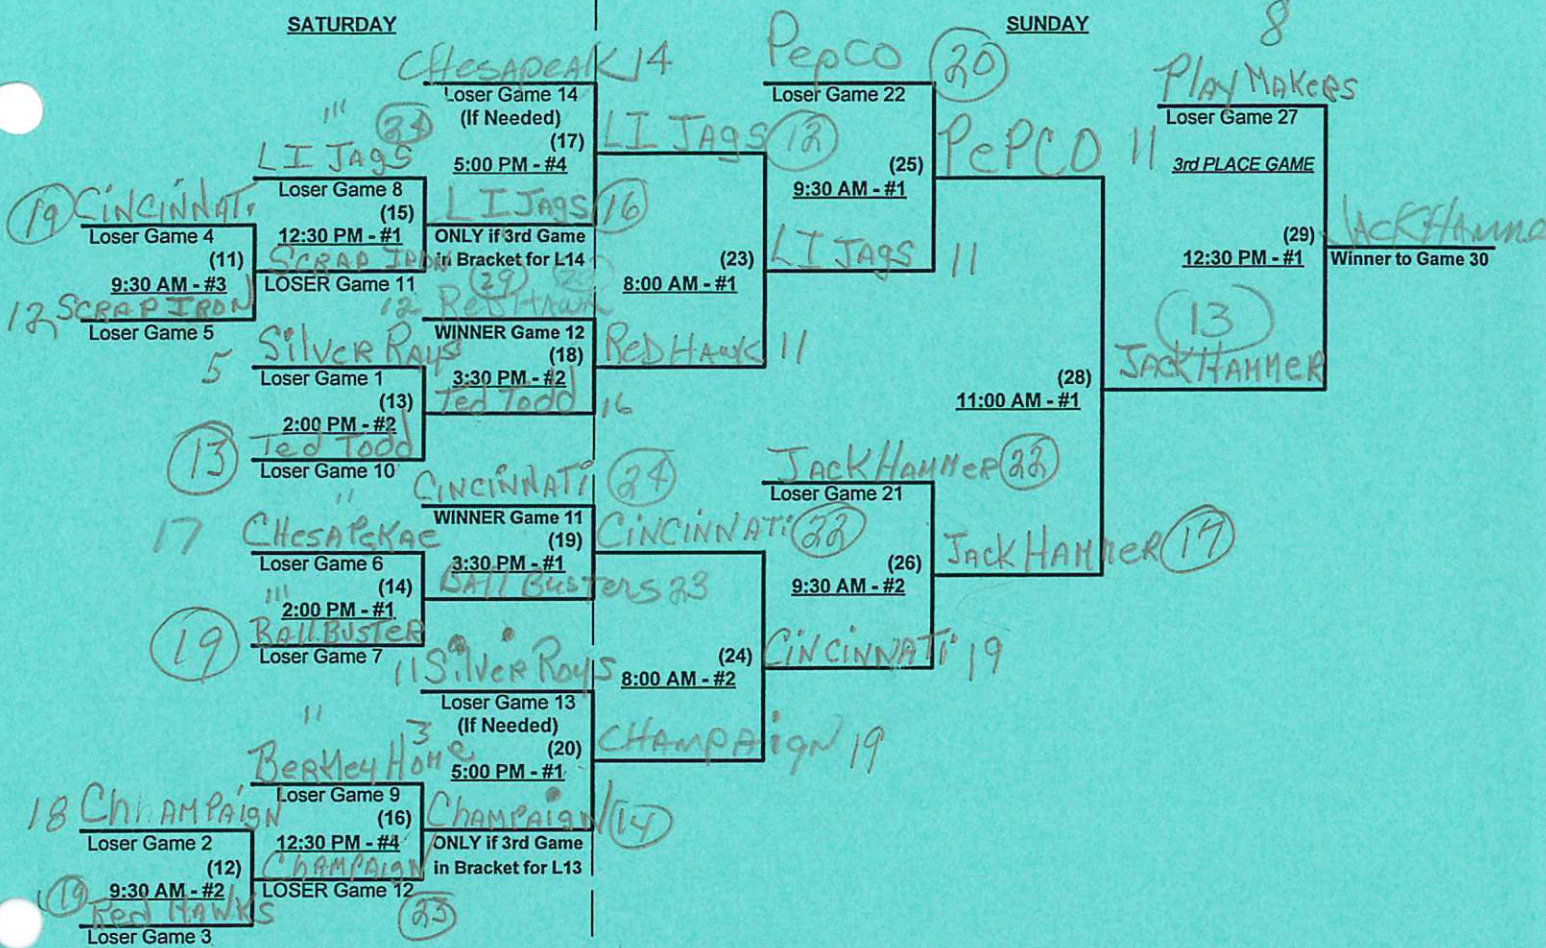 SATURDAY
SUNDAY
8
CHESAPEAK 14
PepCO 20
Play MAKERS
Loser Game 14
Loser Game 22
Loser Game 27
(If Needed)
(17)
5:00 PM - #4
LI JAgS 12
(25)
9:30 AM - #1
PePCO 11
3rd PLACE GAME
LI JAgS
Loser Game 8
19 CiNCiNNATi
Loser Game 4
(15)
12:30 PM - #1
LI JAgS 16
ONLY if 3rd Game
in Bracket for L14
(29)
12:30 PM - #1
JACKHAmme
Winner to Game 30
(11)
9:30 AM - #3
SCRAP IRON
LOSER Game 11
29
(23)
8:00 AM - #1
LI JAgS 11
12 SCRAP IRON
Loser Game 5
12 RedHawk
WINNER Game 12
(18)
3:30 PM - #2
ReDHAwk 11
13
JACKHAMMER
5 SilveR RAyS
Loser Game 1
(13)
2:00 PM - #2
Ted Todd 16
(28)
11:00 AM - #1
13 Ted Todd
Loser Game 10
CiNCiNNATi 24
WINNER Game 11
JACKHAMMeR 22
Loser Game 21
17 CHesAPeKAe
Loser Game 6
(19)
3:30 PM - #1
CiNCiNNATi 22
(26)
9:30 AM - #2
JACKHAMMER 17
(14)
2:00 PM - #1
BAll BusTeRS 23
19 BAllBUSTER
Loser Game 7
11 SilveR RAyS
Loser Game 13
(If Needed)
(24)
8:00 AM - #2
CiNCiNNATi 19
BeRKley HOMe 3
Loser Game 9
(20)
5:00 PM - #1
CHAMPAigN 19
18 ChhAMPAigN
Loser Game 2
(16)
12:30 PM - #4
CHAMPAigN 14
ONLY if 3rd Game
in Bracket for L13
(12)
9:30 AM - #2
CHAMPAigN
LOSER Game 12
23
19 Red HAWKS
Loser Game 3